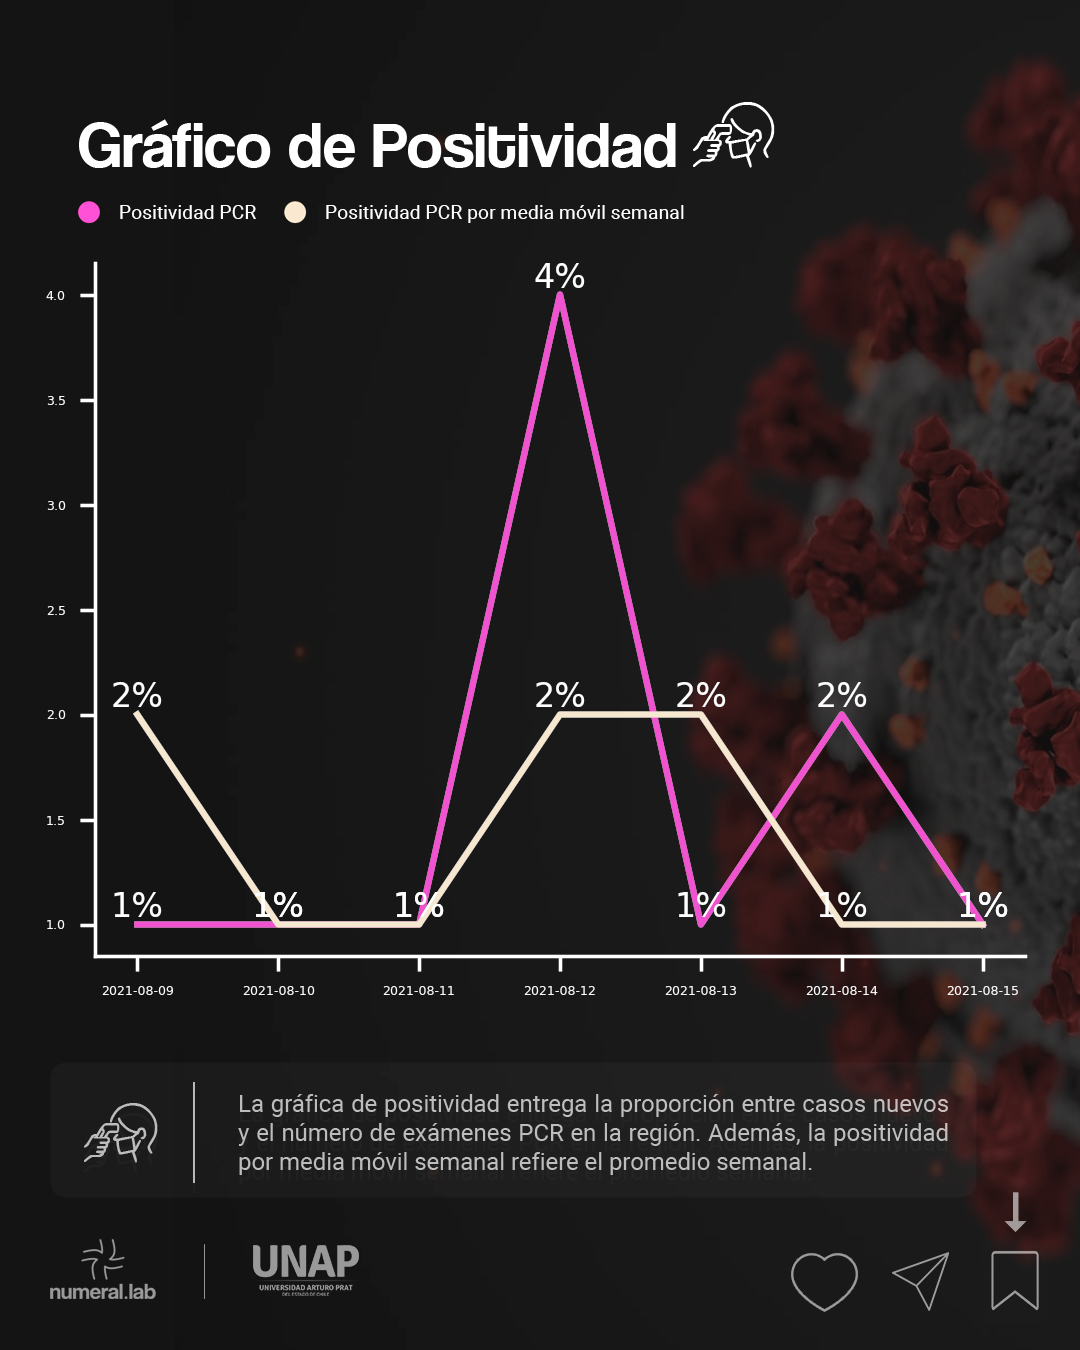 Gráfico de Positividad
Positividad PCR
Positividad PCR por media móvil semanal
4%
4.0
3.5
3.0
2.5
2% 2% 2% 2%
2.0
1.5
1% 1% 1% 1% 1% 1%
1.0
2021-08-09 2021-08-10 2021-08-11 2021-08-12 2021-08-13 2021-08-14 2021-08-15
La gráfica de positividad entrega la proporción entre casos nuevos
y el número de exámenes PCR en la región. Además, la positividad
por media móvil semanal refiere el promedio semanal.
numeral.lab
UNAP
UNIVERSIDAD ARTURO PRAT
DEL ESTADO DE CHILE